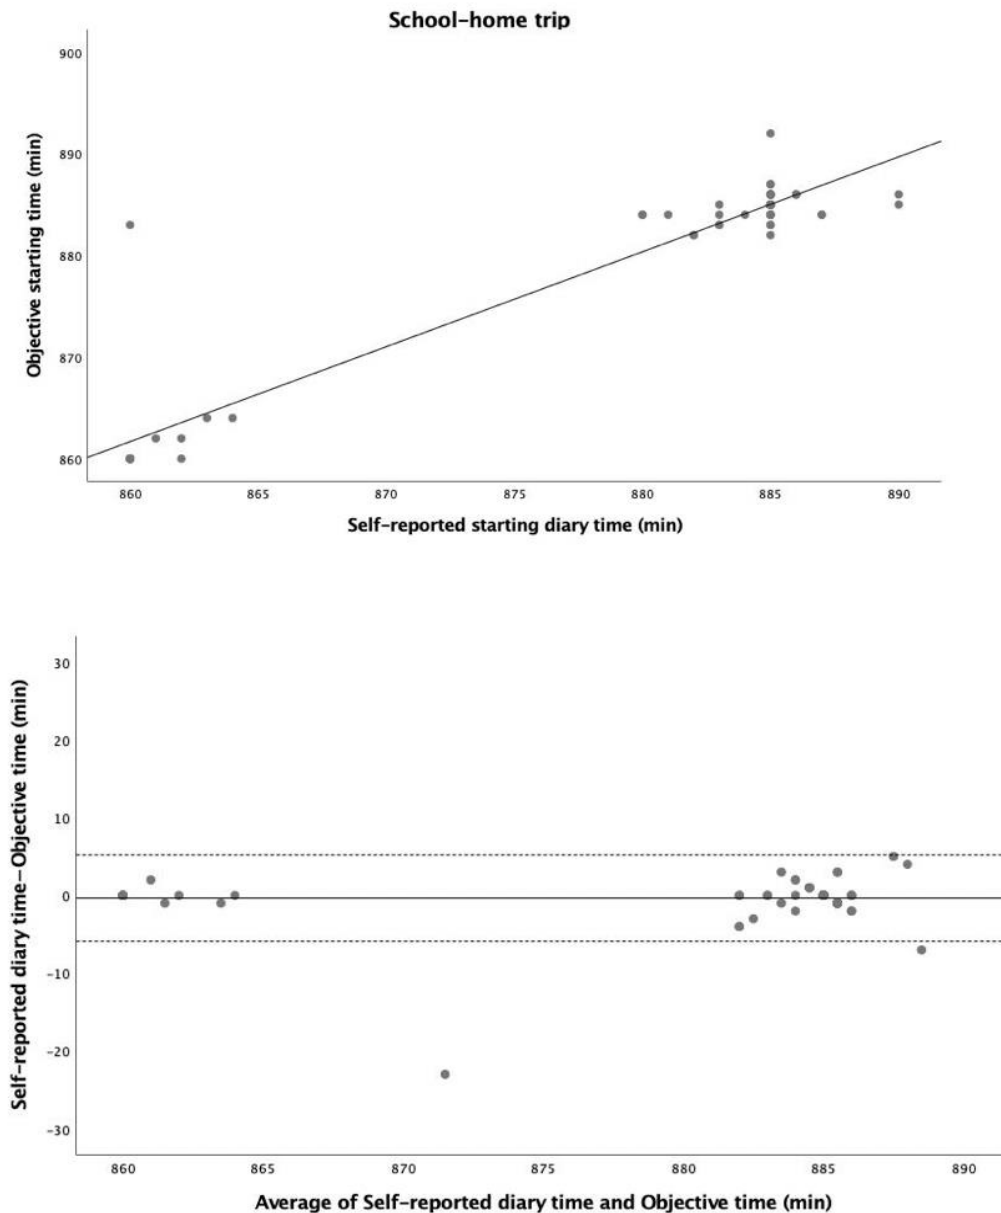 School–home trip
900
890
880
870
860
Objective starting time (min)
860 865 870 875 880 885 890
Self–reported starting diary time (min)
30
20
10
0
–10
–20
–30
Self–reported diary time–Objective time (min)
860 865 870 875 880 885 890
Average of Self–reported diary time and Objective time (min)